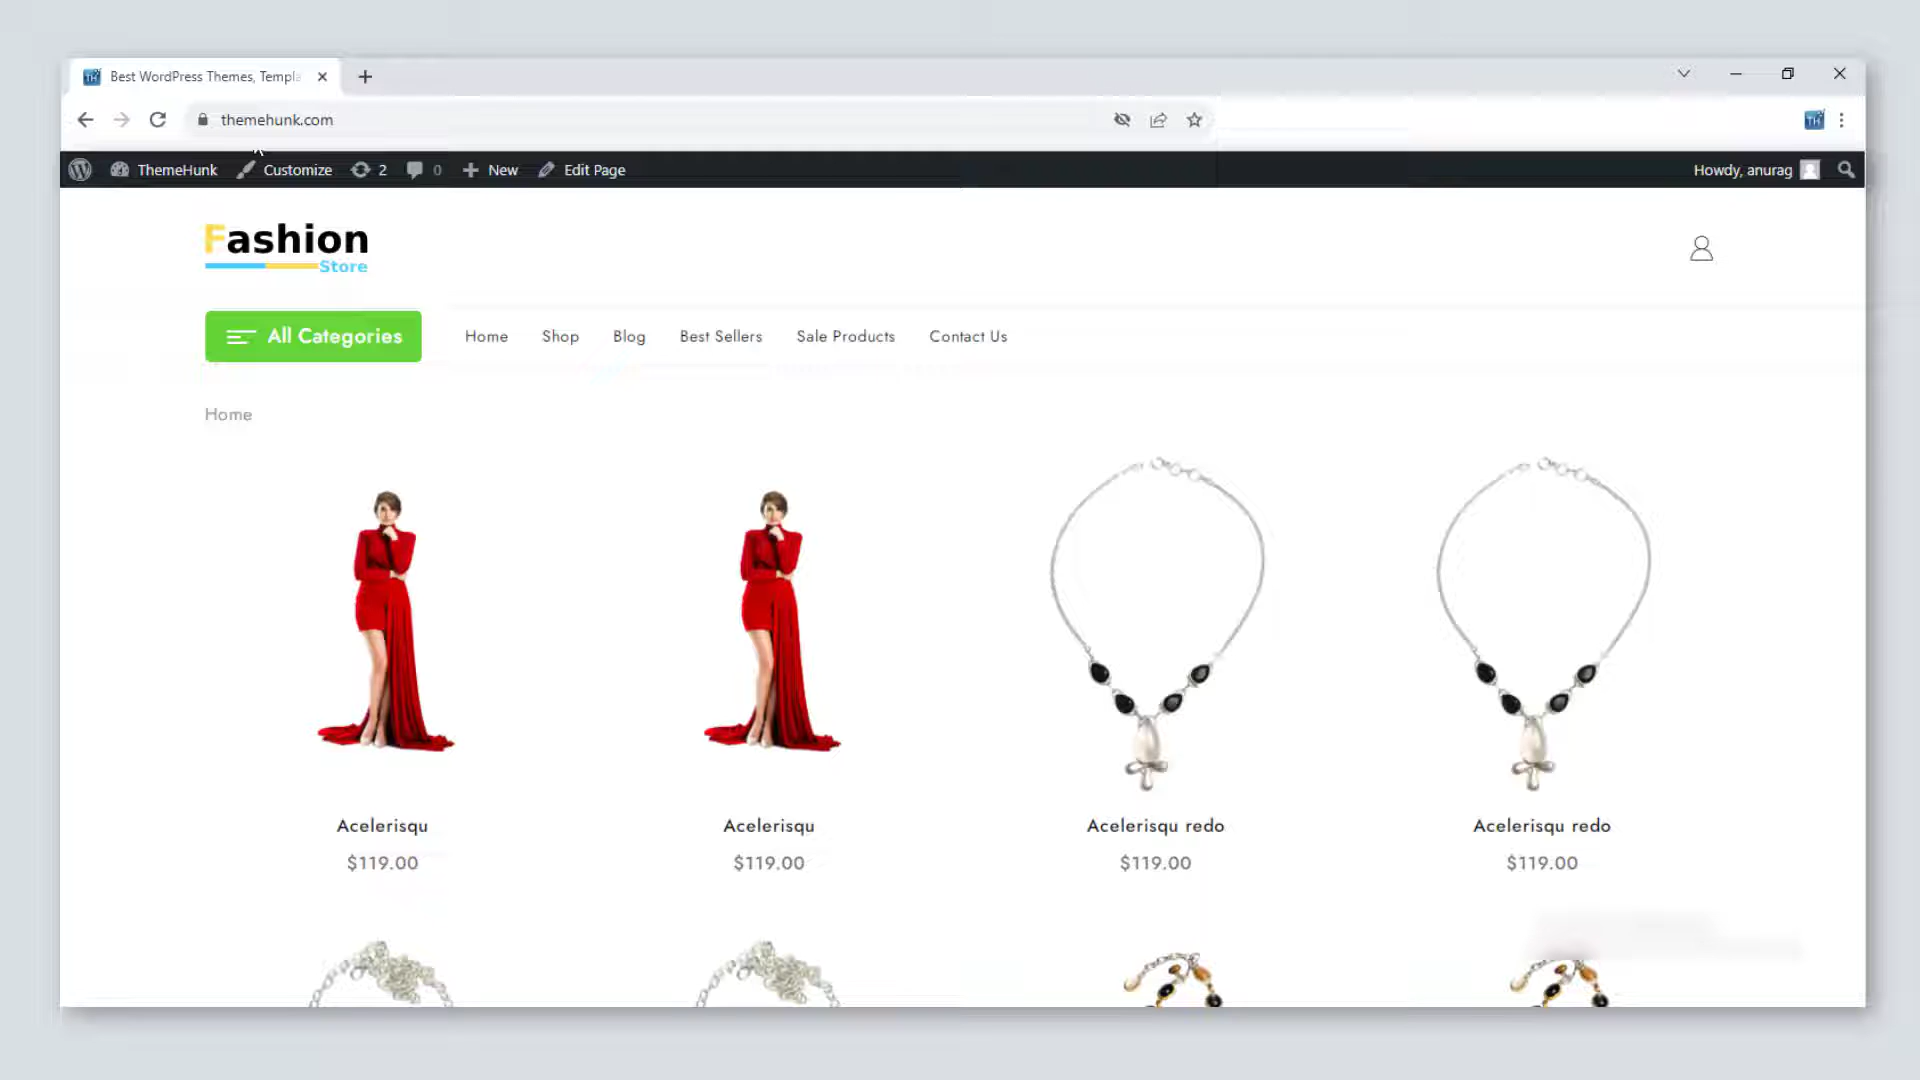 Best WordPress Themes, Templa
themehunk.com
ThemeHunk Customize 2 0 New Edit Page Howdy, anurag
Fashion
Store
All Categories Home Shop Blog Best Sellers Sale Products Contact Us
Home
Acelerisqu Acelerisqu Acelerisqu redo Acelerisqu redo
$119.00 $119.00 $119.00 $119.00